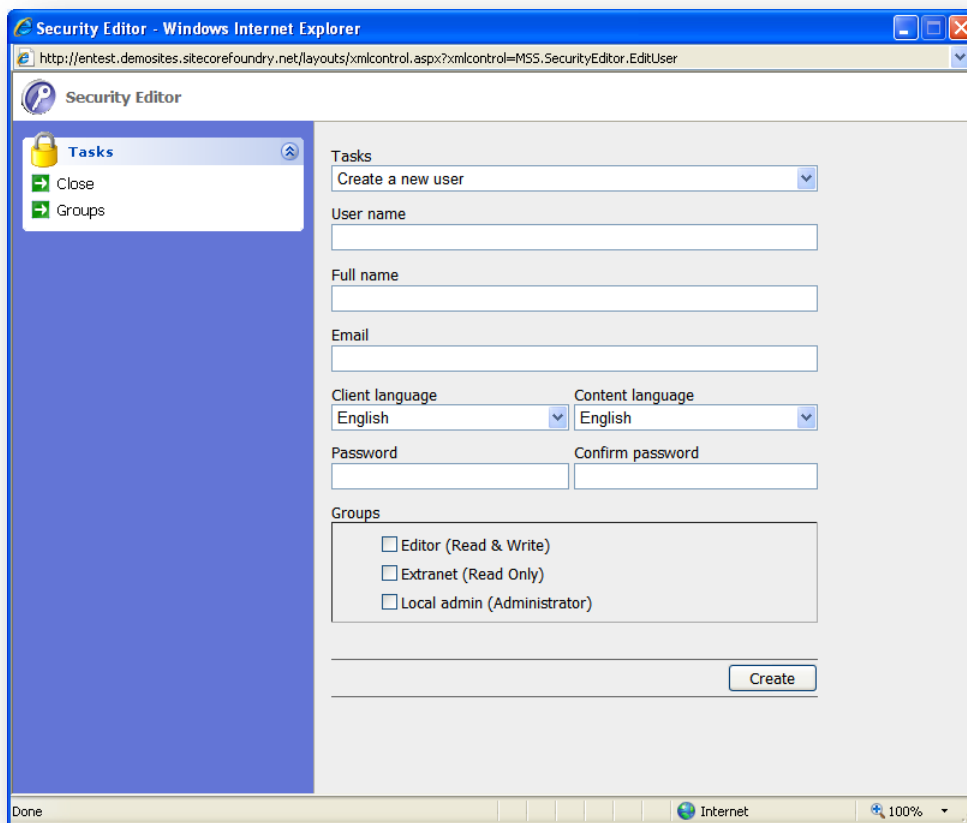 Security Editor - Windows Internet Explorer
http://entest.demosites.sitecorefoundry.net/layouts/xmlcontrol.aspx?xmlcontrol=MSS.SecurityEditor.EditUser
Security Editor
Tasks
Close
Groups
Tasks
Create a new user
User name
Full name
Email
Client language Content language
English English
Password Confirm password
Groups
Editor (Read & Write)
Extranet (Read Only)
Local admin (Administrator)
Create
Done Internet 100%